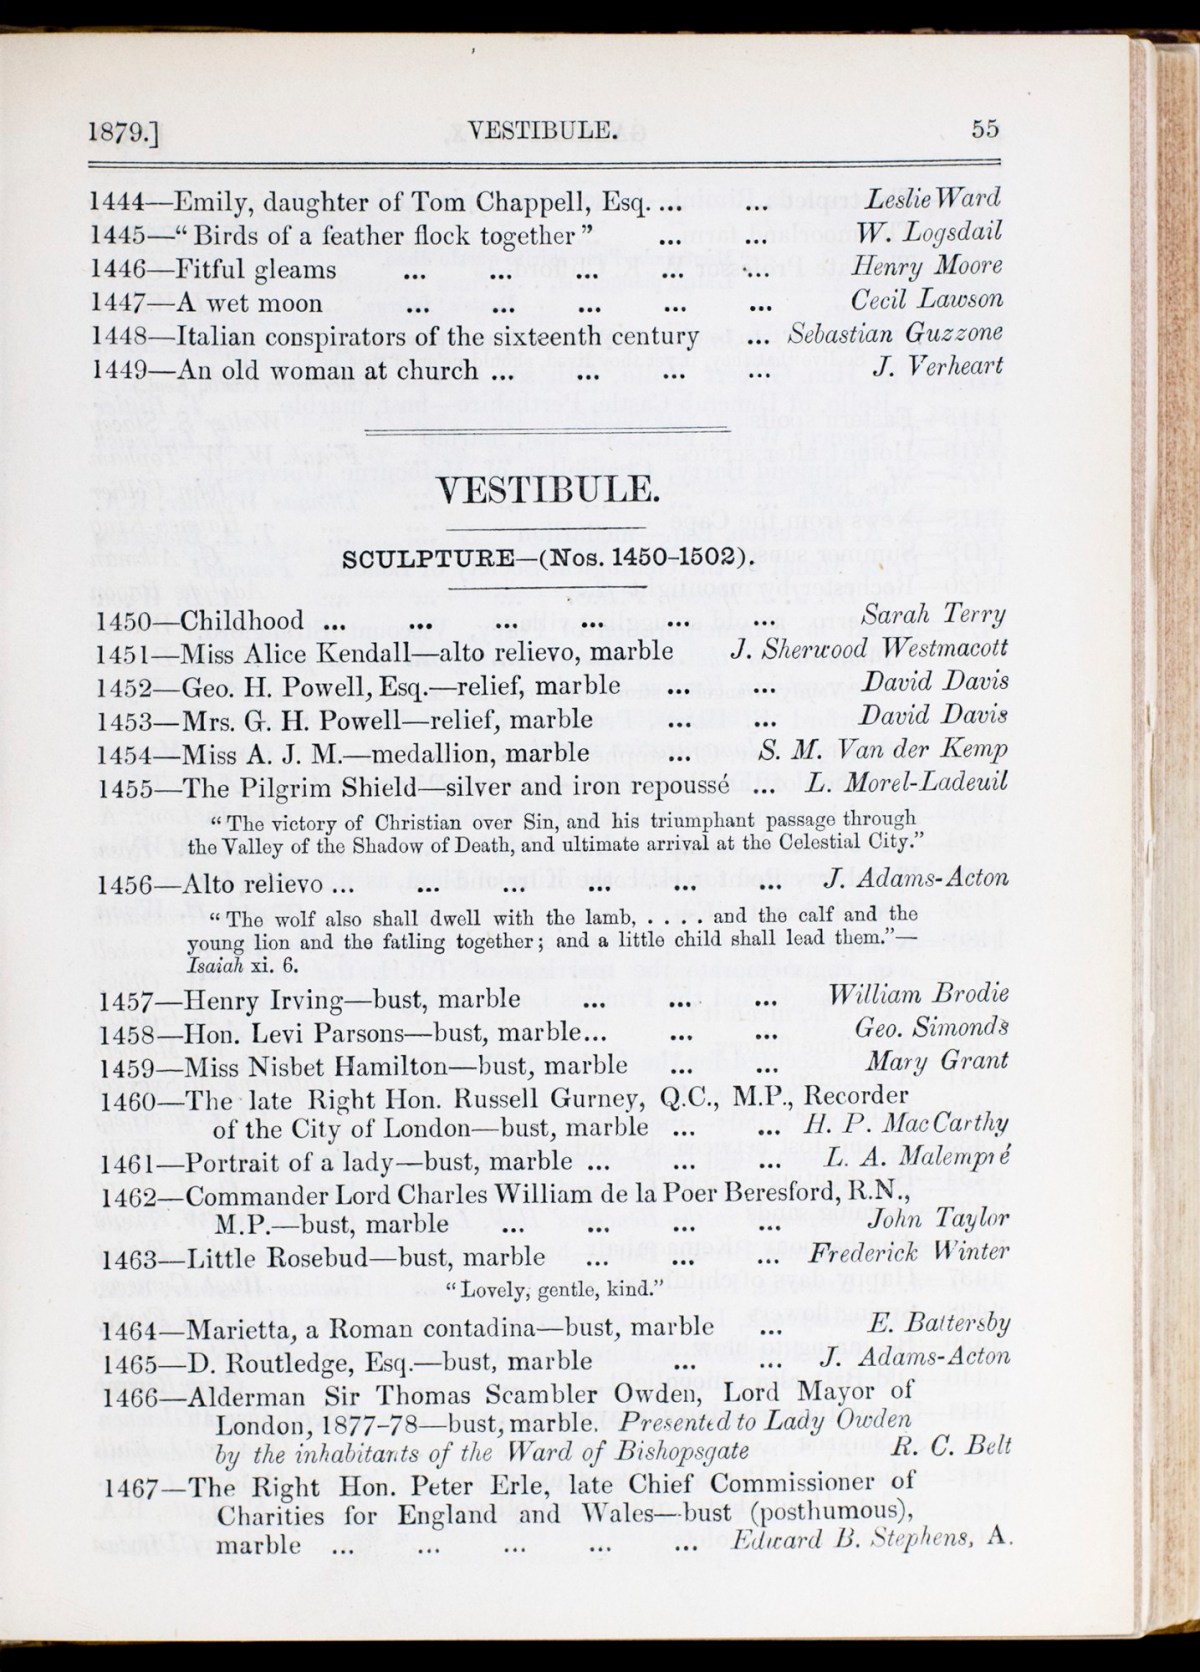 1879.] VESTIBULE. 55
1444—Emily, daughter of Tom Chappell, Esq. ... ... Leslie Ward
1445—“ Birds of a feather flock together ” ... ... W. Logsdail
1446—Fitful gleams ... ... ... ... ... Henry Moore
1447—A wet moon ... ... ... ... ... Cecil Lawson
1448—Italian conspirators of the sixteenth century ... Sebastian Guzzone
1449—An old woman at church ... ... ... ... J. Verheart
VESTIBULE.
SCULPTURE—(Nos. 1450-1502).
1450—Childhood ... ... ... ... ... ... Sarah Terry
1451—Miss Alice Kendall—alto relievo, marble J. Sherwood Westmacott
1452—Geo. H. Powell, Esq.—relief, marble ... ... David Davis
1453—Mrs. G. H. Powell—relief, marble ... ... David Davis
1454—Miss A. J. M.—medallion, marble ... S. M. Van der Kemp
1455—The Pilgrim Shield—silver and iron repoussé ... L. Morel-Ladeuil
“ The victory of Christian over Sin, and his triumphant passage through
the Valley of the Shadow of Death, and ultimate arrival at the Celestial City.”
1456—Alto relievo ... ... ... ... ... ... J. Adams-Acton
“ The wolf also shall dwell with the lamb, . . . . and the calf and the
young lion and the fatling together ; and a little child shall lead them.”—
Isaiah xi. 6.
1457—Henry Irving—bust, marble ... ... ... William Brodie
1458—Hon. Levi Parsons—bust, marble... ... ... Geo. Simonds
1459—Miss Nisbet Hamilton—bust, marble ... ... Mary Grant
1460—The late Right Hon. Russell Gurney, Q.C., M.P., Recorder
of the City of London—bust, marble ... ... H. P. MacCarthy
1461—Portrait of a lady—bust, marble ... ... ... L. A. Malempré
1462—Commander Lord Charles William de la Poer Beresford, R.N.,
M.P.—bust, marble ... ... ... ... John Taylor
1463—Little Rosebud—bust, marble ... ... ... Frederick Winter
“ Lovely, gentle, kind.”
1464—Marietta, a Roman contadina—bust, marble ... E. Battersby
1465—D. Routledge, Esq.—bust, marble ... ... J. Adams-Acton
1466—Alderman Sir Thomas Scambler Owden, Lord Mayor of
London, 1877-78—bust, marble. Presented to Lady Owden
by the inhabitants of the Ward of Bishopsgate R. C. Belt
1467—The Right Hon. Peter Erle, late Chief Commissioner of
Charities for England and Wales—bust (posthumous),
marble ... ... ... ... ... Edward B. Stephens, A.